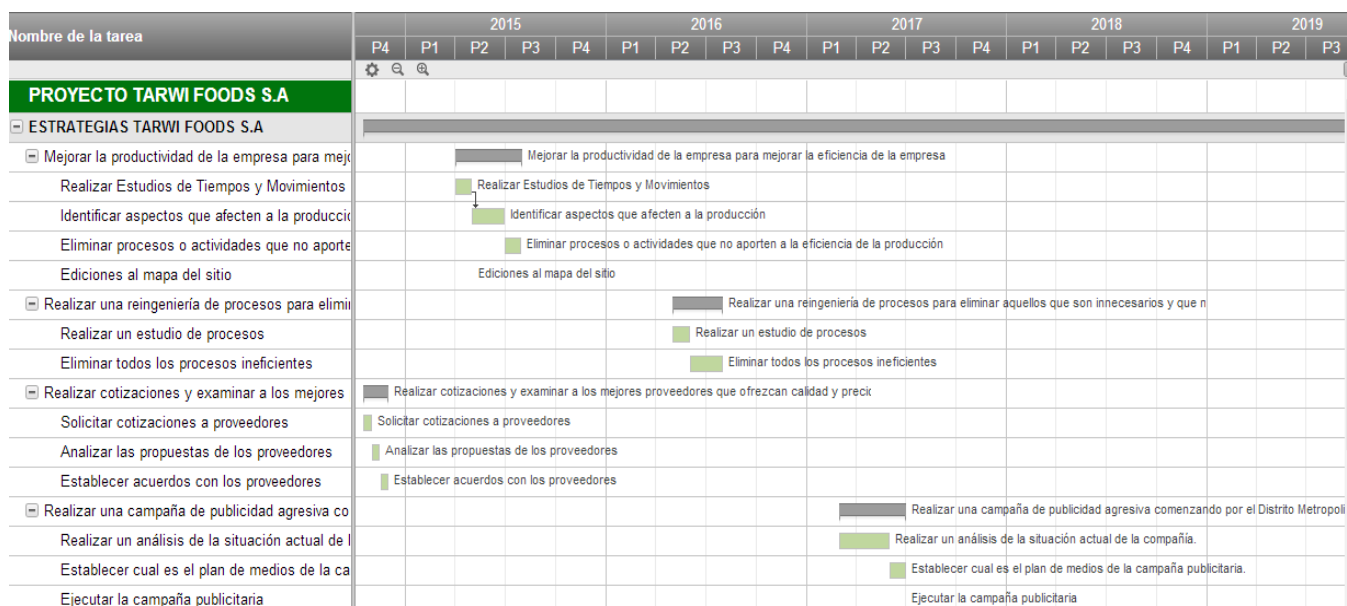 Nombre de la tarea
2015 2016 2017 2018 2019
P4 P1 P2 P3 P4 P1 P2 P3 P4 P1 P2 P3 P4 P1 P2 P3 P4 P1 P2 P3
PROYECTO TARWI FOODS S.A
ESTRATEGIAS TARWI FOODS S.A
Mejorar la productividad de la empresa para mejo Mejorar la productividad de la empresa para mejorar la eficiencia de la empresa
Realizar Estudios de Tiempos y Movimientos Realizar Estudios de Tiempos y Movimientos
Identificar aspectos que afecten a la producció Identificar aspectos que afecten a la producción
Eliminar procesos o actividades que no aporte Eliminar procesos o actividades que no aporten a la eficiencia de la producción
Ediciones al mapa del sitio Ediciones al mapa del sitio
Realizar una reingeniería de procesos para elimin Realizar una reingeniería de procesos para eliminar aquellos que son innecesarios y que n
Realizar un estudio de procesos Realizar un estudio de procesos
Eliminar todos los procesos ineficientes Eliminar todos los procesos ineficientes
Realizar cotizaciones y examinar a los mejores Realizar cotizaciones y examinar a los mejores proveedores que ofrezcan calidad y precio
Solicitar cotizaciones a proveedores Solicitar cotizaciones a proveedores
Analizar las propuestas de los proveedores Analizar las propuestas de los proveedores
Establecer acuerdos con los proveedores Establecer acuerdos con los proveedores
Realizar una campaña de publicidad agresiva co Realizar una campaña de publicidad agresiva comenzando por el Distrito Metropoli
Realizar un análisis de la situación actual de l Realizar un análisis de la situación actual de la compañía.
Establecer cual es el plan de medios de la ca Establecer cual es el plan de medios de la campaña publicitaria.
Ejecutar la campaña publicitaria Ejecutar la campaña publicitaria